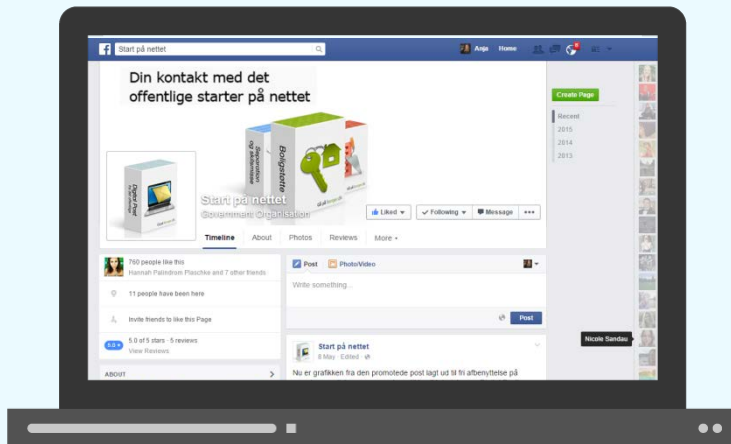 Start på nettet
Anja Home
Din kontakt med det
offentlige starter på nettet
Create Page
Recent
2015
2014
2013
Separation
og skilsmisse
Boligstøtte
Digital Post
Start på nettet
Government Organisation
Liked
Following
Message
Timeline About Photos Reviews More
760 people like this
Hannah Palindrom Plaschke and 7 other friends
11 people have been here
Invite friends to like this Page
5.0 of 5 stars · 5 reviews
View Reviews
ABOUT
Post Photo/Video
Write something...
Post
Start på nettet
8 May · Edited ·
Nu er grafikken fra den promotede post lagt ud til fri afbenyttelse på
Nicole Sandau